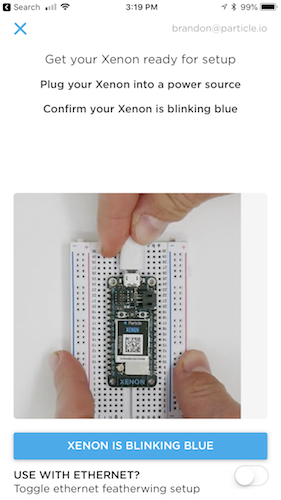 Search 3:19 PM 99%
brandon@particle.io
Get your Xenon ready for setup
Plug your Xenon into a power source
Confirm your Xenon is blinking blue
Particle
XENON
XENON
XENON IS BLINKING BLUE
USE WITH ETHERNET?
Toggle ethernet featherwing setup